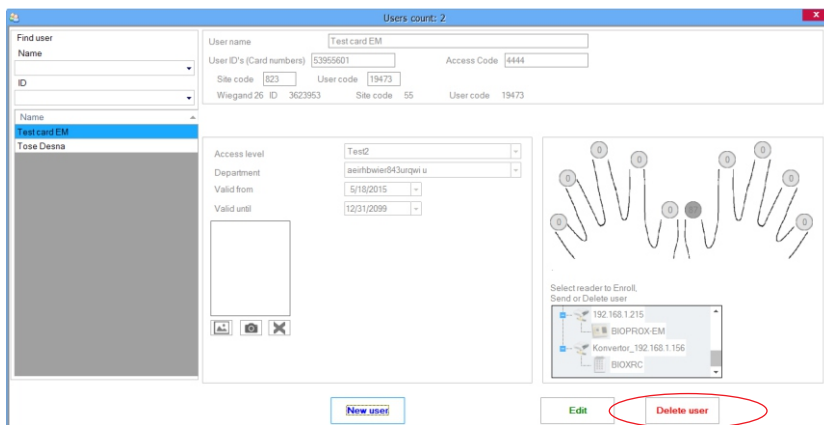 Users count: 2
x
Find user
Name
ID
Name
Test card EM
Tose Desna
User name Test card EM
User ID's (Card numbers) 53955601 Access Code 4444
Site code 823 User code 19473
Wiegand 26 ID 3623953 Site code 55 User code 19473
Access level Test2
Department aeirhbwier843urqwi u
Valid from 5/18/2015
Valid until 12/31/2099
0 0 0 0 0 0 0 0 0
Select reader to Enroll,
Send or Delete user
192.168.1.215
BIOPROX-EM
Konvertor_192.168.1.156
BIOXRC
New user
Edit
Delete user